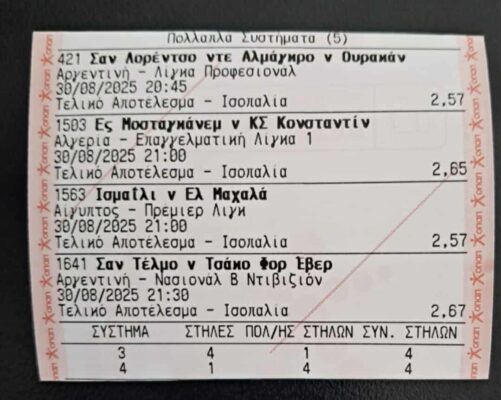 Πολλαπλά Συστήματα (5)
421 Σαν Λορέντσο ντε Αλμάγκρο v Ουρακάν
Αργεντινή - Λίγκα Προφεσιονάλ
30/08/2025 20:45
Τελικό Αποτέλεσμα - Ισοπαλία 2,57
1503 Ες Μοσταγκάνεμ v ΚΣ Κονσταντίν
Αλγερία - Επαγγελματική Λίγκα 1
30/08/2025 21:00
Τελικό Αποτέλεσμα - Ισοπαλία 2,65
1563 Ισμαΐλι v Ελ Μαχαλά
Αίγυπτος - Πρέμιερ Λιγκ
30/08/2025 21:00
Τελικό Αποτέλεσμα - Ισοπαλία 2,57
1641 Σαν Τέλμο v Τσάκο Φορ Έβερ
Αργεντινή - Νασιονάλ Β Ντιβιζιόν
30/08/2025 21:30
Τελικό Αποτέλεσμα - Ισοπαλία 2,67
ΣΥΣΤΗΜΑ ΣΤΗΛΕΣ ΠΟΛ/ΗΣ ΣΤΗΛΩΝ ΣΥΝ. ΣΤΗΛΩΝ
3 4 1 4
4 1 4 4